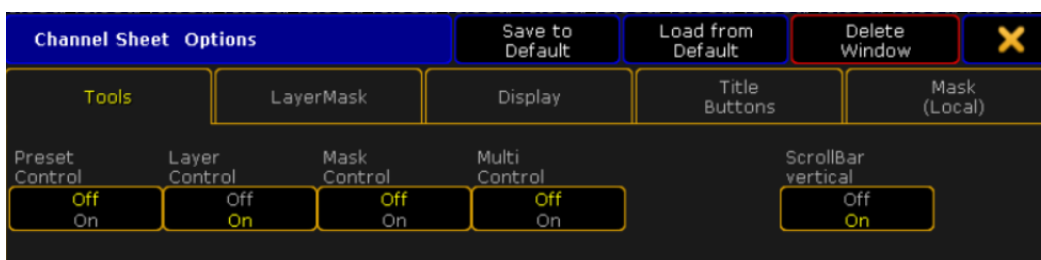 Channel Sheet Options
Save to
Default
Load from
Default
Delete
Window
Tools
LayerMask
Display
Title
Buttons
Mask
(Local)
Preset
Control
Off
On
Layer
Control
Off
On
Mask
Control
Off
On
Multi
Control
Off
On
ScrollBar
vertical
Off
On